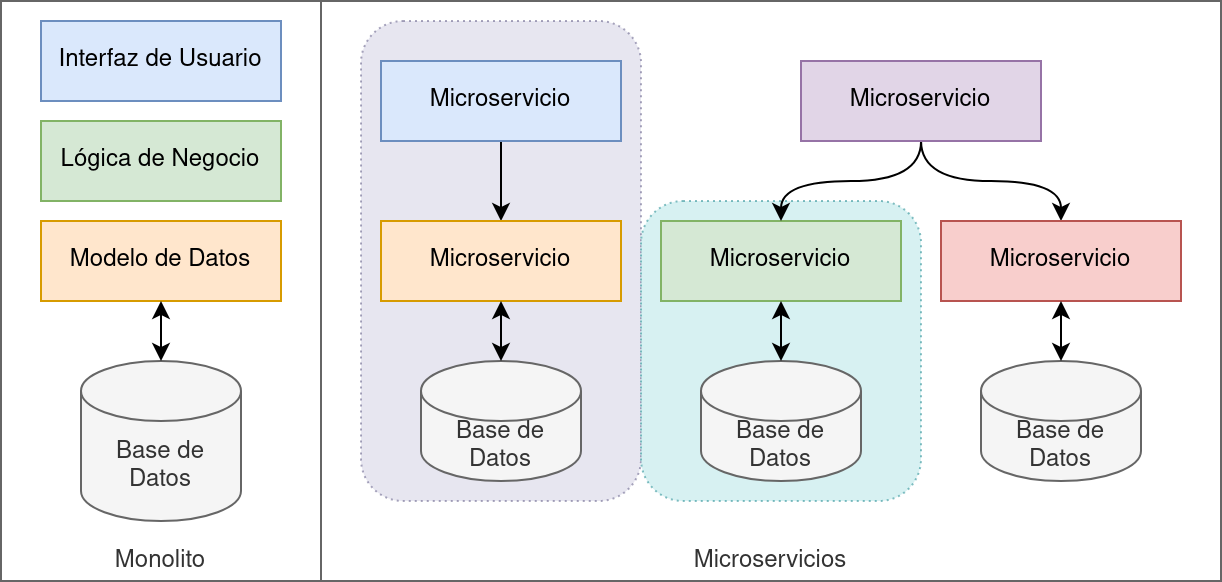 Interfaz de Usuario
Lógica de Negocio
Modelo de Datos
Base de
Datos
Monolito
Microservicio
Microservicio
Microservicio
Microservicio
Microservicio
Base de
Datos
Base de
Datos
Base de
Datos
Microservicios